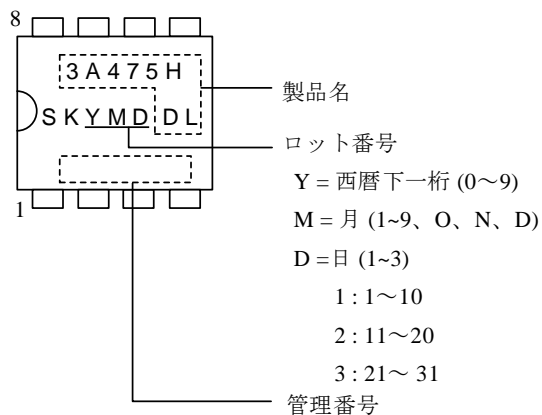 8
3A475H
SKYMD DL
1
製品名
ロット番号
Y = 西暦下一桁 (0～9)
M = 月 (1~9、O、N、D)
D =日 (1~3)
1 : 1～10
2 : 11～20
3 : 21～ 31
管理番号